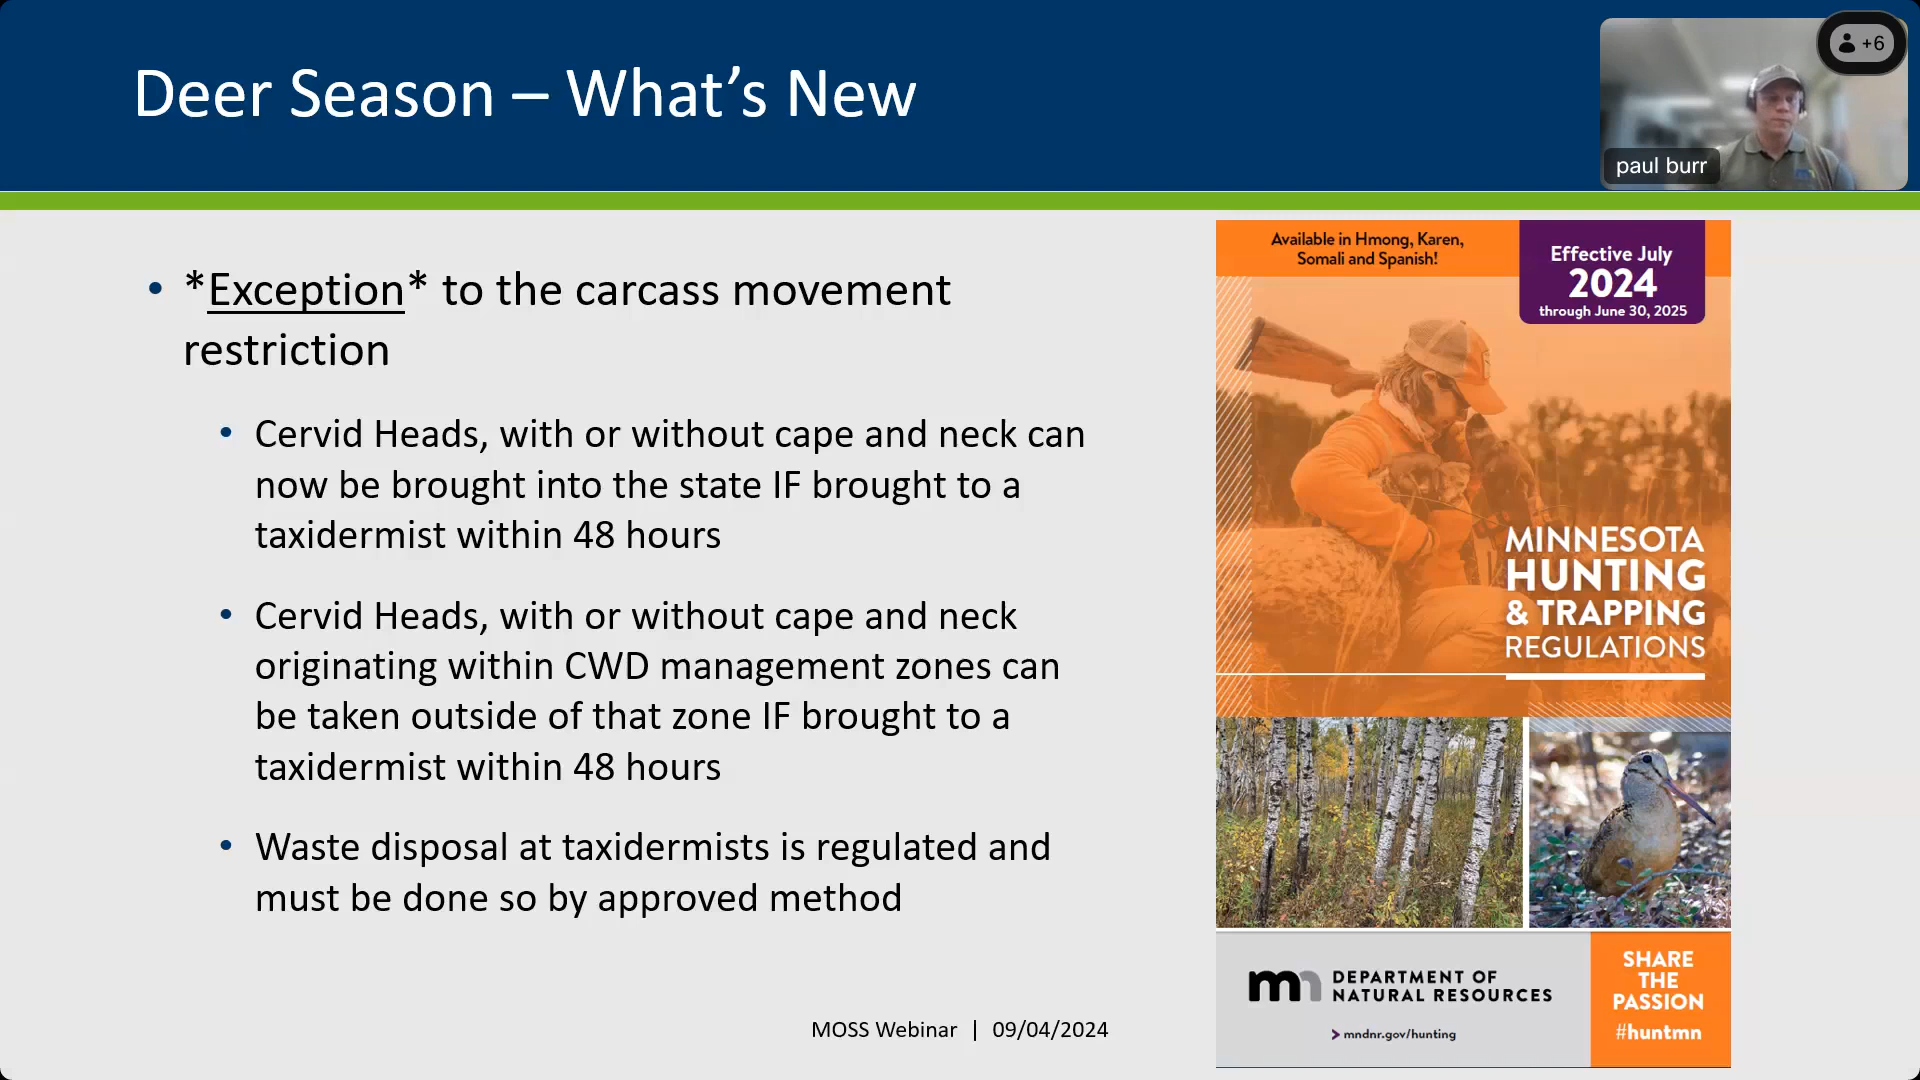 Deer Season – What's New
+6
paul burr
• *Exception* to the carcass movement
restriction
• Cervid Heads, with or without cape and neck can
now be brought into the state IF brought to a
taxidermist within 48 hours
• Cervid Heads, with or without cape and neck
originating within CWD management zones can
be taken outside of that zone IF brought to a
taxidermist within 48 hours
• Waste disposal at taxidermists is regulated and
must be done so by approved method
MOSS Webinar | 09/04/2024
Available in Hmong, Karen,
Somali and Spanish!
Effective July
2024
through June 30, 2025
MINNESOTA
HUNTING
& TRAPPING
REGULATIONS
mn DEPARTMENT OF
NATURAL RESOURCES
mndnr.gov/hunting
SHARE
THE
PASSION
#huntmn